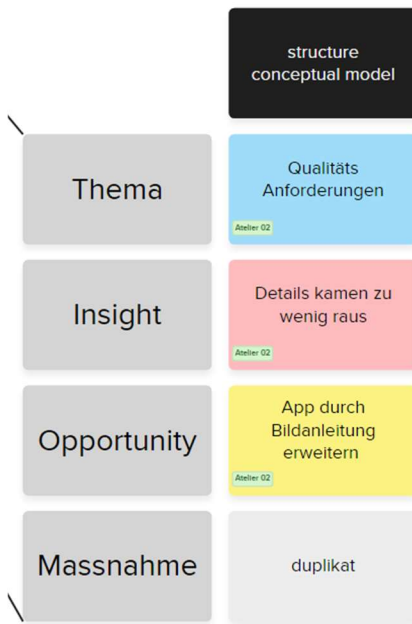 structure
conceptual model
Thema
Qualitäts
Anforderungen
Atelier 02
Insight
Details kamen zu
wenig raus
Atelier 02
Opportunity
App durch
Bildanleitung
erweitern
Atelier 02
Massnahme
duplikat